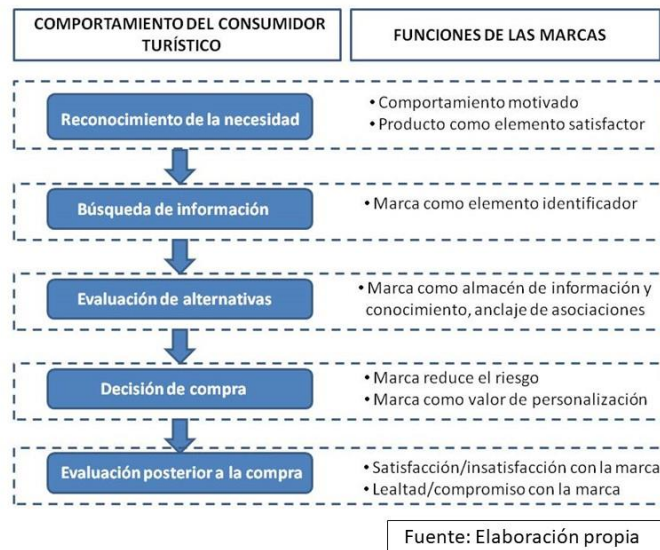 COMPORTAMIENTO DEL CONSUMIDOR
TURÍSTICO
FUNCIONES DE LAS MARCAS
Reconocimiento de la necesidad
• Comportamiento motivado
• Producto como elemento satisfactor
Búsqueda de información
• Marca como elemento identificador
Evaluación de alternativas
• Marca como almacén de información y
conocimiento, anclaje de asociaciones
Decisión de compra
• Marca reduce el riesgo
• Marca como valor de personalización
Evaluación posterior a la compra
• Satisfacción/insatisfacción con la marca
• Lealtad/compromiso con la marca
Fuente: Elaboración propia